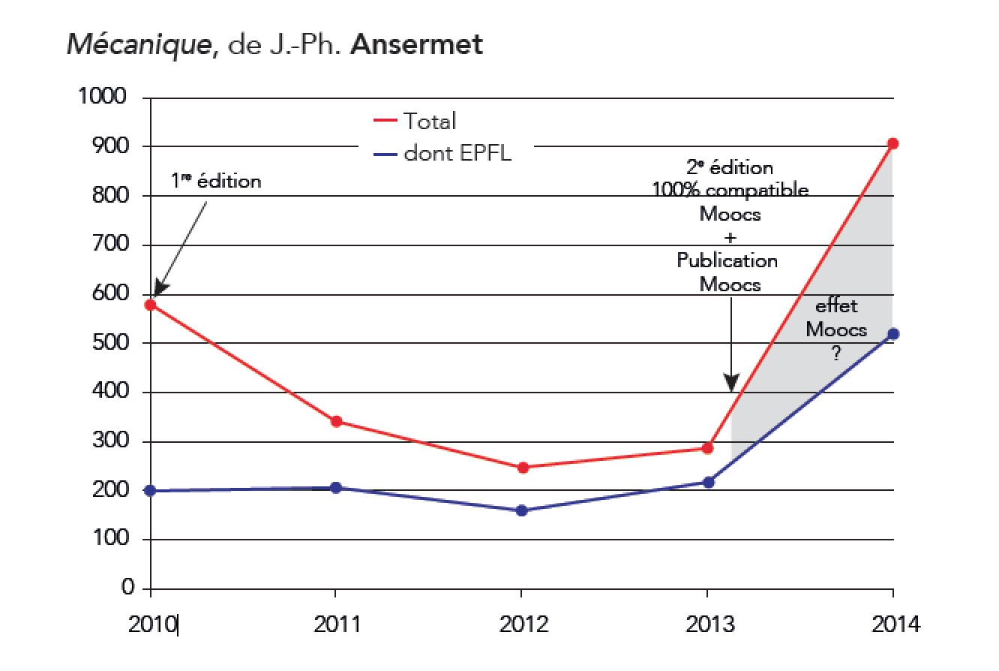 Mécanique, de J.-Ph. Ansermet
1000
900
800
700
600
500
400
300
200
100
0
Total
dont EPFL
1re édition
2e édition
100% compatible
Moocs
+
Publication
Moocs
effet
Moocs
?
2010 2011 2012 2013 2014